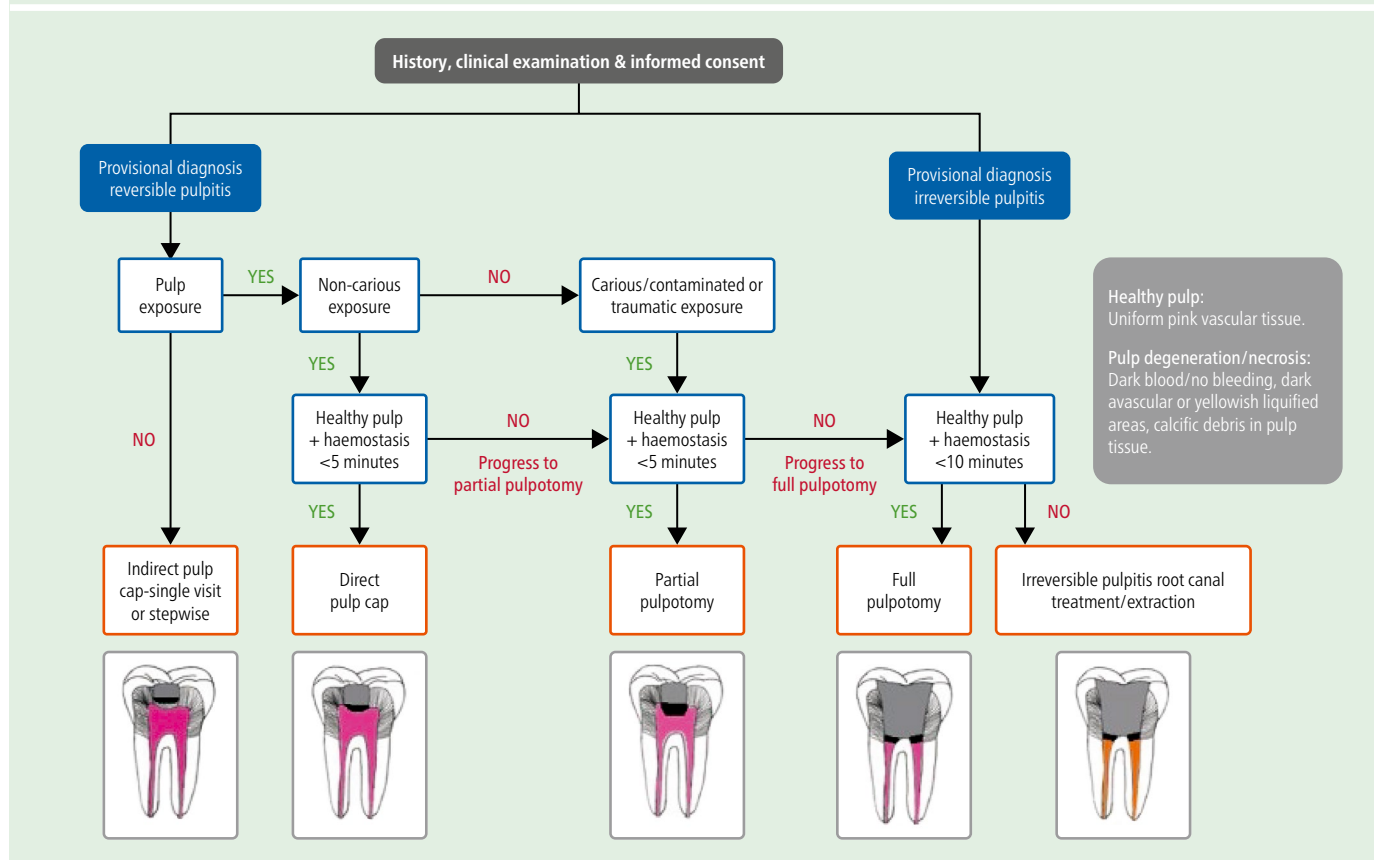 History, clinical examination & informed consent
Provisional diagnosis
reversible pulpitis
Provisional diagnosis
irreversible pulpitis
Pulp
exposure
YES
Non-carious
exposure
NO
Carious/contaminated or
traumatic exposure
Healthy pulp:
Uniform pink vascular tissue.
Pulp degeneration/necrosis:
Dark blood/no bleeding, dark
avascular or yellowish liquified
areas, calcific debris in pulp
tissue.
YES
YES
NO
Healthy pulp
+ haemostasis
<5 minutes
NO
Progress to
partial pulpotomy
Healthy pulp
+ haemostasis
<5 minutes
NO
Progress to
full pulpotomy
Healthy pulp
+ haemostasis
<10 minutes
YES
YES
YES
NO
Indirect pulp
cap-single visit
or stepwise
Direct
pulp cap
Partial
pulpotomy
Full
pulpotomy
Irreversible pulpitis root canal
treatment/extraction